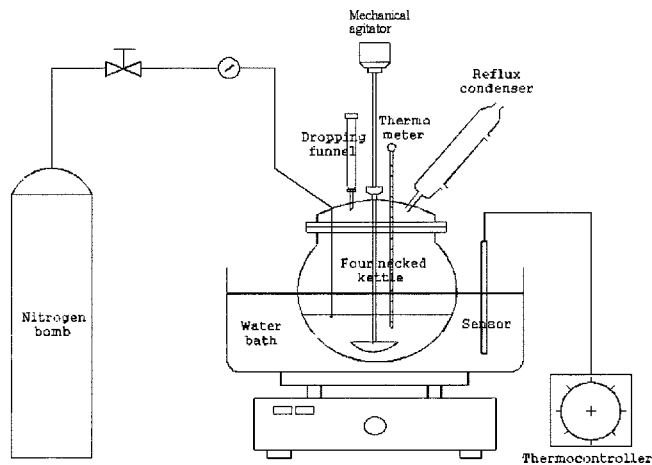 Mechanical
agitator
Reflux
condenser
Thermo
meter
Dropping
funnel
Four necked
kettle
Nitrogen
bomb
Water
bath
Sensor
Thermocontroller